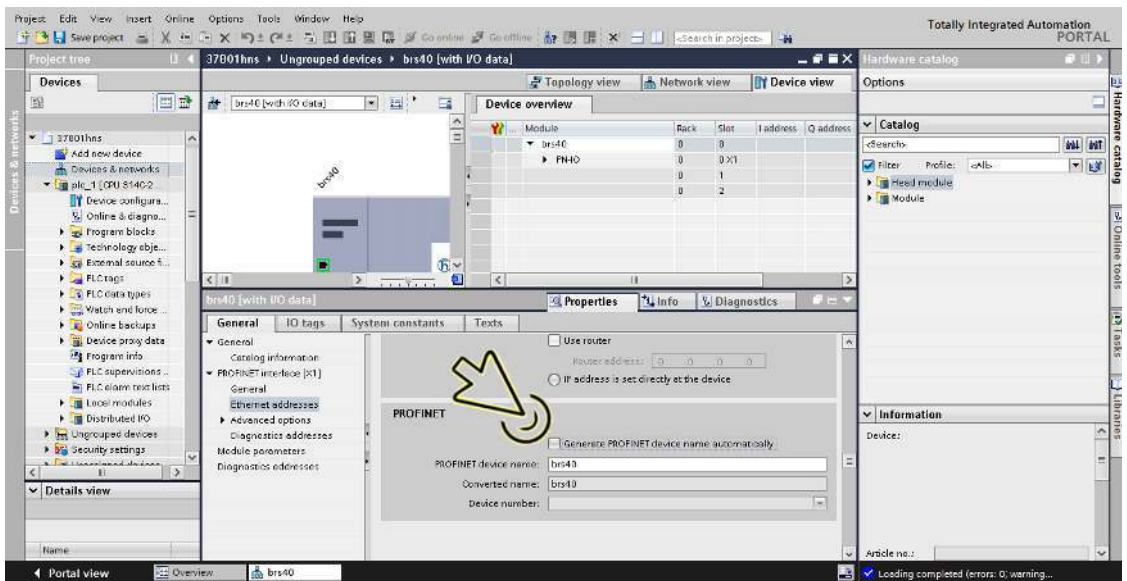 Project Edit View Insert Online Options Tools Window Help
Totally Integrated Automation
PORTAL
Save project
Go online
Go offline
<Search in project>
Project tree
37801hns
Ungrouped devices
brs40 [with I/O data]
Hardware catalog
Devices
Topology view
Network view
Device view
Options
brs40 [with I/O data]
Device overview
Module Rack Slot I address Q address
brs40 0 0
PN-IO 0 0 X1
0 1
0 2
brs40
Catalog
<Search>
Filter Profile: <All>
Head module
Module
37801hns
Add new device
Devices & networks
plc_1 [CPU 314C-2
Device configura...
Online & diagno...
Program blocks
Technology obje...
External source f...
PLC tags
PLC data types
Watch and force ...
Online backups
Device proxy data
Program info
PLC supervisions ..
PLC alarm text lists
Local modules
Distributed I/O
Ungrouped devices
Security settings
Details view
Name
brs40 [with I/O data]
Properties
Info
Diagnostics
General IO tags System constants Texts
General
Catalog information
PROFINET interface [X1]
General
Ethernet addresses
Advanced options
Diagnostics addresses
Module parameters
Diagnostics addresses
Use router
Router address: 0 0 0 0
IP address is set directly at the device
PROFINET
Generate PROFINET device name automatically
PROFINET device name: brs40
Converted name: brs40
Device number:
Information
Device:
Article no.:
Devices & networks
Hardware catalog
Online tools
Tasks
Libraries
Portal view
Overview
brs40
Loading completed (errors: 0; warning...